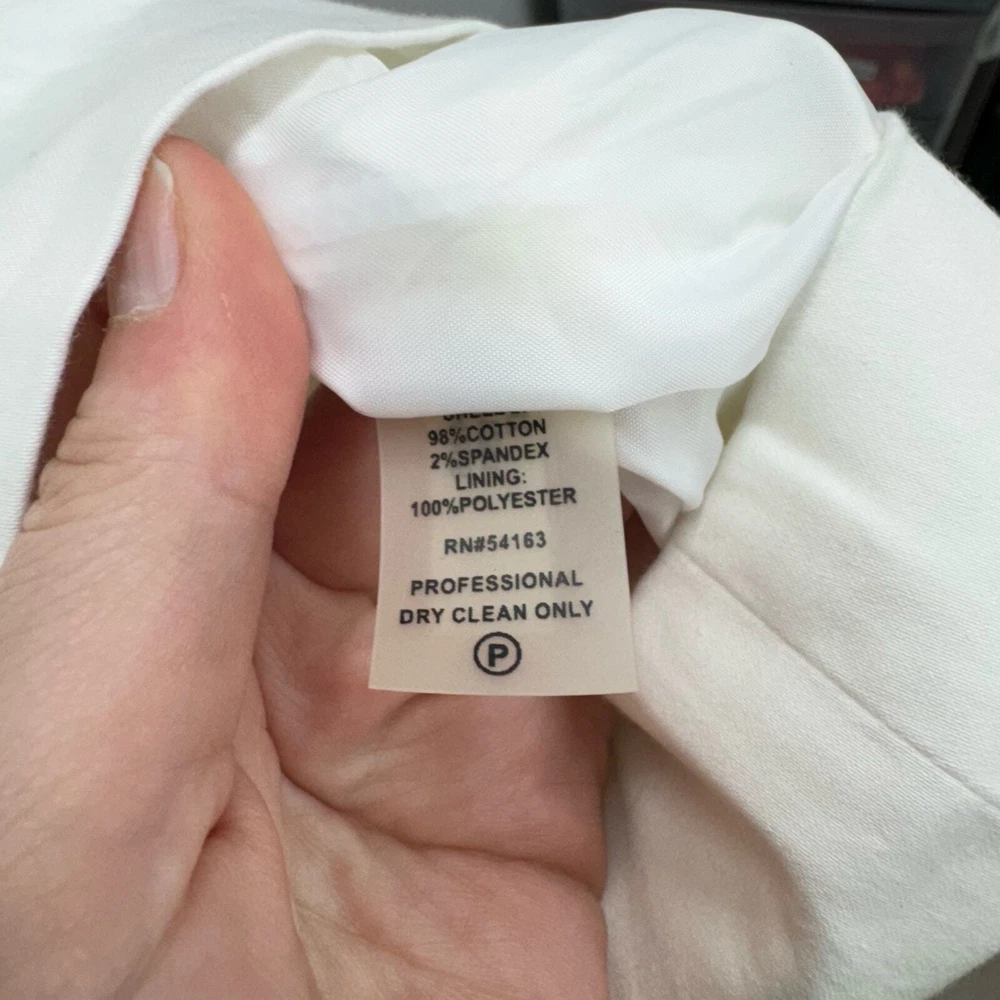 98%COTTON
2%SPANDEX
LINING:
100%POLYESTER
RN#54163
PROFESSIONAL
DRY CLEAN ONLY
P